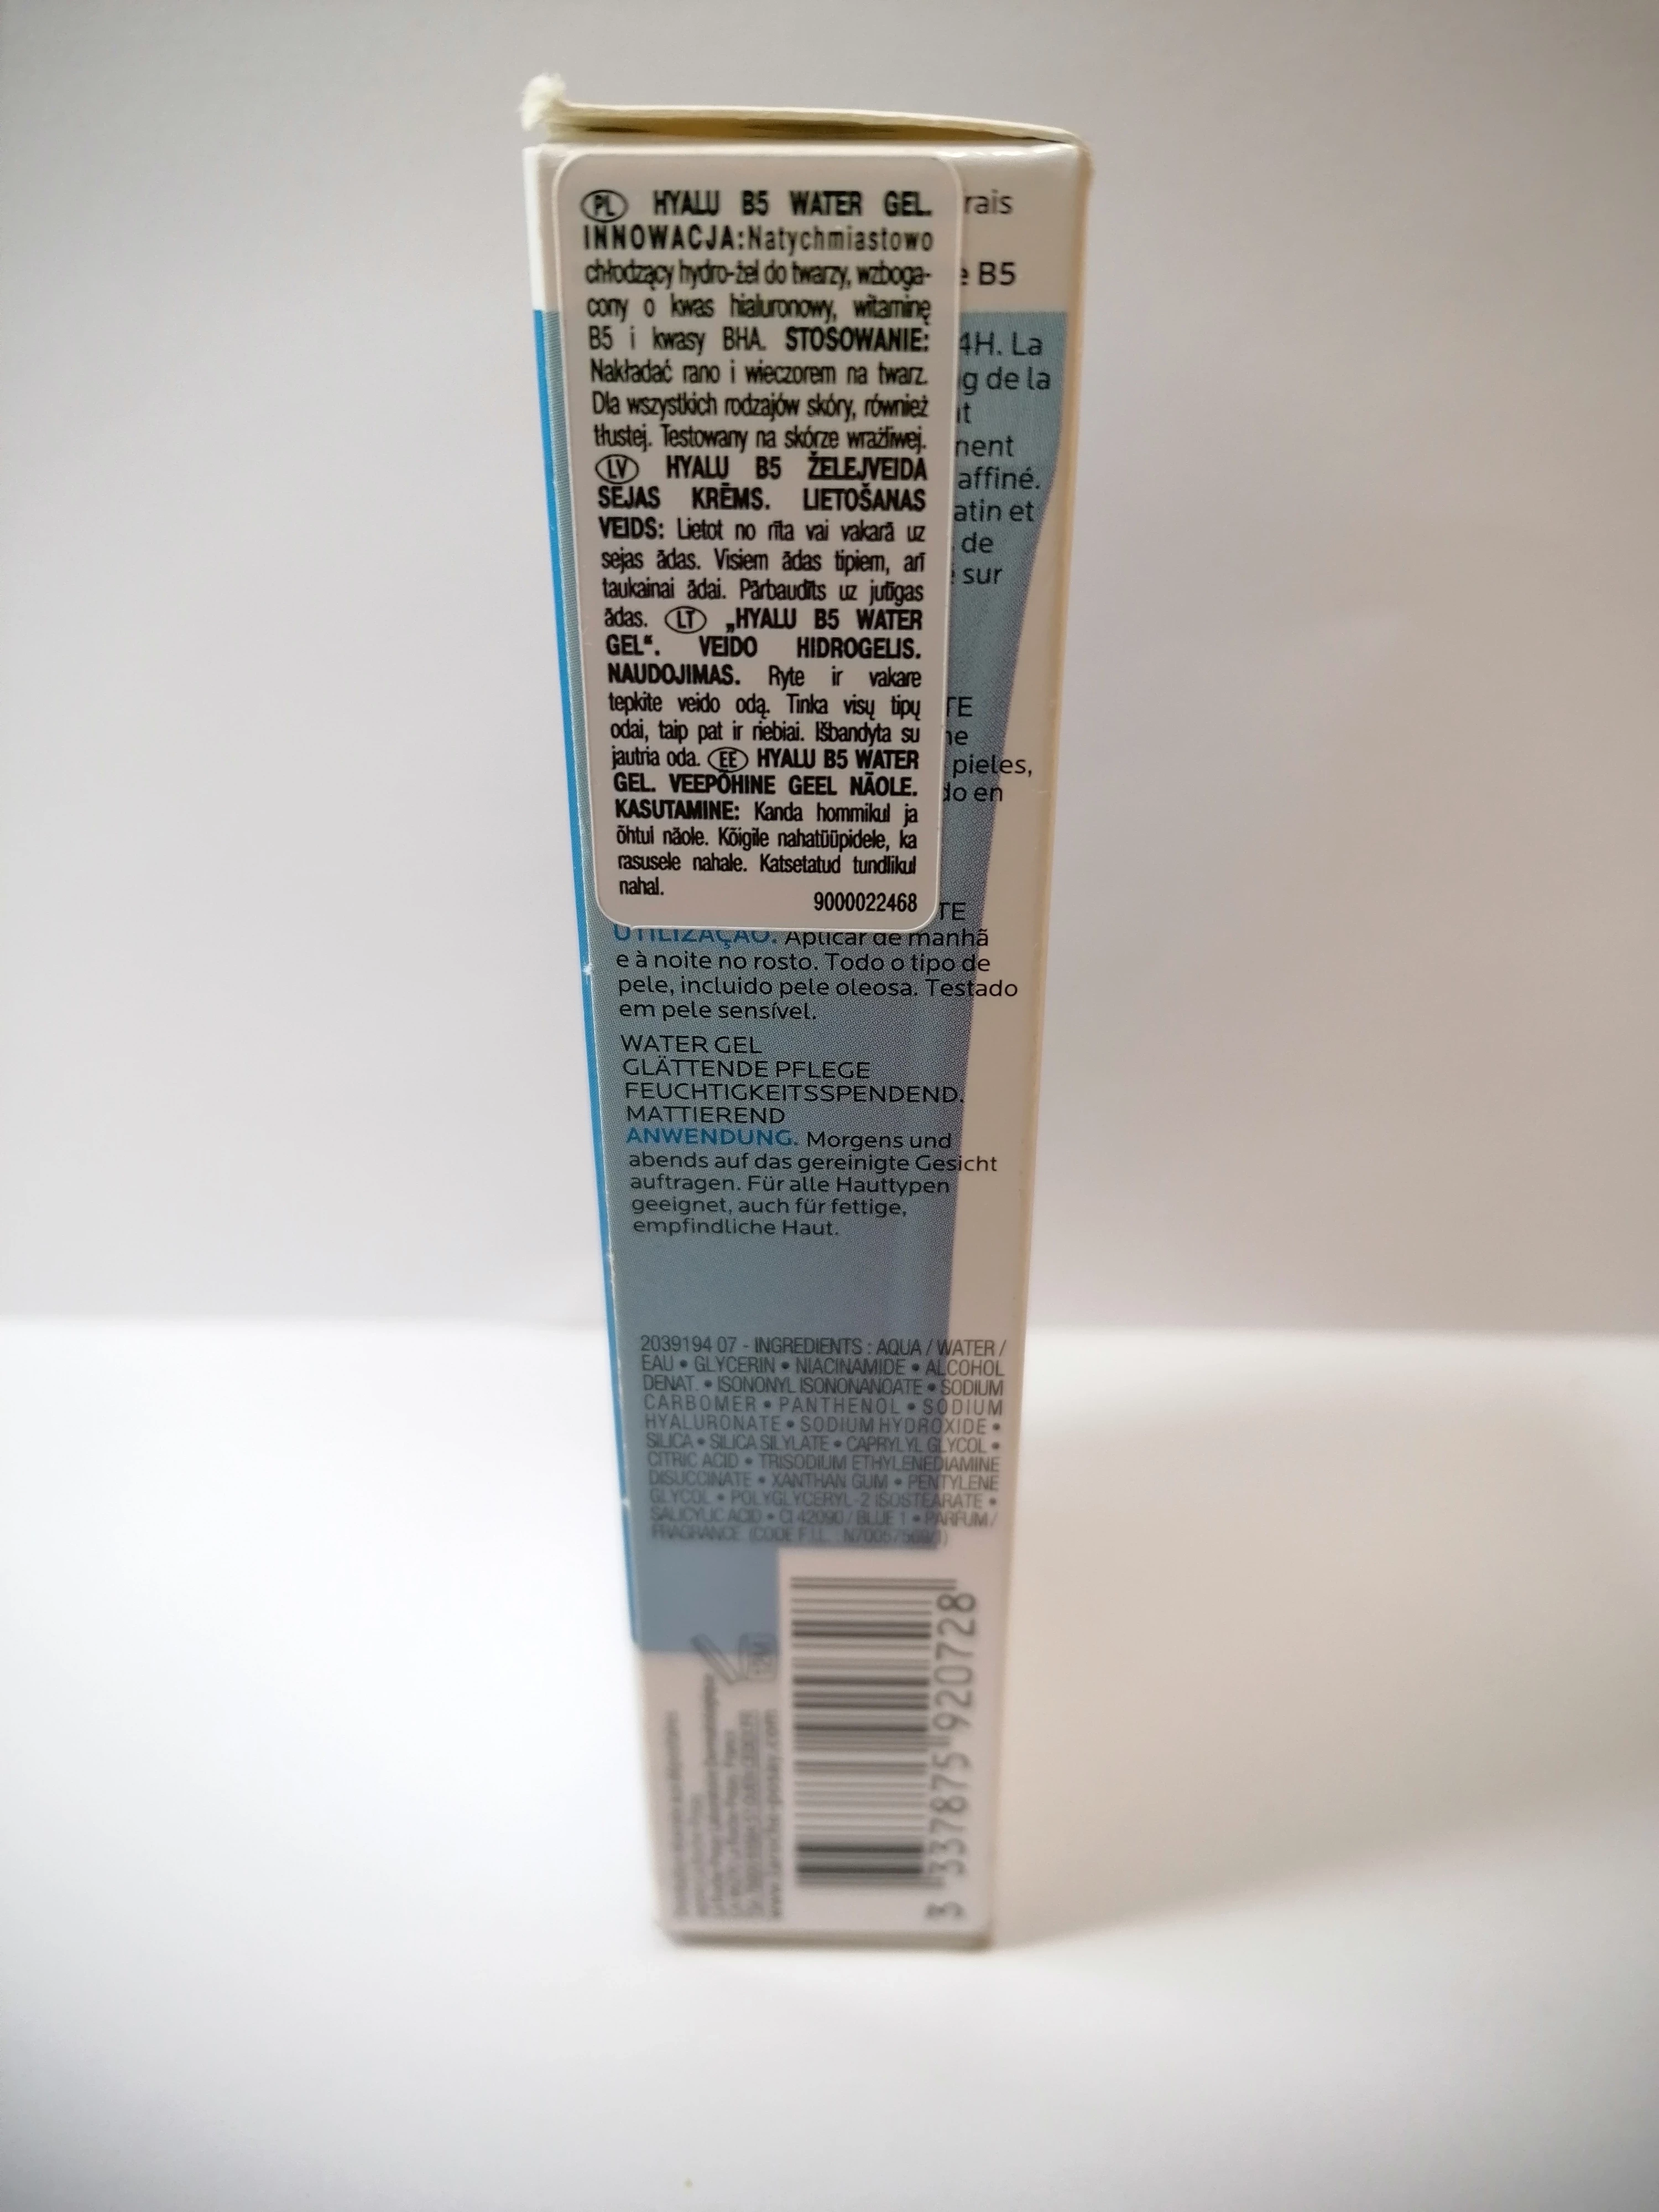 PL HYALU B5 WATER GEL.
INNOWACJA:Natychmiastowo
chłodzący hydro-żel do twarzy, wzboga-
cony o kwas hialuronowy, witaminę
B5 i kwasy BHA. STOSOWANIE:
Nakładać rano i wieczorem na twarz.
Dla wszystkich rodzajów skóry, również
tłustej. Testowany na skórze wrażliwej.
LV HYALU B5 ŽELEJVEIDA
SEJAS KRĒMS. LIETOŠANAS
VEIDS: Lietot no rīta vai vakarā uz
sejas ādas. Visiem ādas tipiem, arī
taukainai ādai. Pārbaudīts uz jutīgas
ādas. LT „HYALU B5 WATER
GEL“. VEIDO HIDROGELIS.
NAUDOJIMAS. Ryte ir vakare
tepkite veido odą. Tinka visų tipų
odai, taip pat ir riebiai. Išbandyta su
jautria oda. EE HYALU B5 WATER
GEL. VEEPÕHINE GEEL NÄOLE.
KASUTAMINE: Kanda hommikul ja
õhtul näole. Kõigile nahatüüpidele, ka
rasusele nahale. Katsetatud tundlikul
nahal.
9000022468
rais
B5
4H. La
g de la
nent
affiné.
atin et
de
sur
TE
ne
pieles,
do en
TE
UTILIZAÇÃO. Aplicar de manhã
e à noite no rosto. Todo o tipo de
pele, incluido pele oleosa. Testado
em pele sensível.
WATER GEL
GLÄTTENDE PFLEGE
FEUCHTIGKEITSSPENDEND.
MATTIEREND
ANWENDUNG. Morgens und
abends auf das gereinigte Gesicht
auftragen. Für alle Hauttypen
geeignet, auch für fettige,
empfindliche Haut.
2039194 07 - INGREDIENTS : AQUA / WATER /
EAU • GLYCERIN • NIACINAMIDE • ALCOHOL
DENAT. • ISONONYL ISONONANOATE • SODIUM
CARBOMER • PANTHENOL • SODIUM
HYALURONATE • SODIUM HYDROXIDE •
SILICA • SILICA SILYLATE • CAPRYLYL GLYCOL •
CITRIC ACID • TRISODIUM ETHYLENEDIAMINE
DISUCCINATE • XANTHAN GUM • PENTYLENE
GLYCOL • POLYGLYCERYL-2 ISOSTEARATE •
SALICYLIC ACID • CI 42090 / BLUE 1 • PARFUM /
FRAGRANCE (CODE F.I.L.
www.laroche-posay.com
3 337875 920728